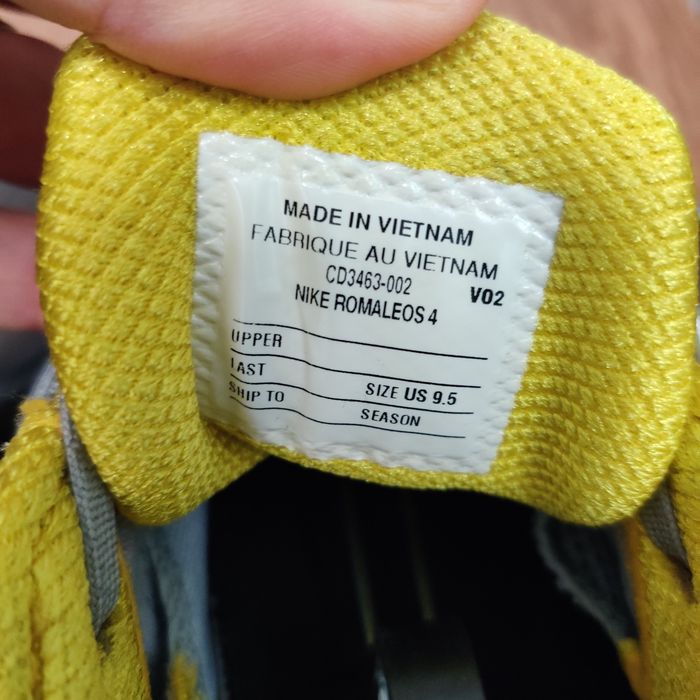 MADE IN VIETNAM
FABRIQUE AU VIETNAM
CD3463-002 V02
NIKE ROMALEOS 4
UPPER
LAST SIZE US 9.5
SHIP TO SEASON